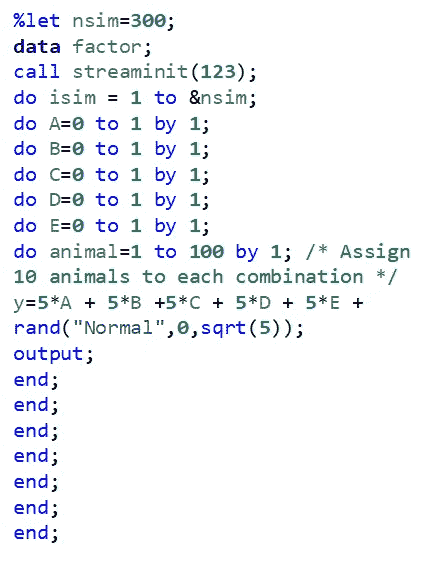 %let nsim=300;
data factor;
call streaminit(123);
do isim = 1 to &nsim;
do A=0 to 1 by 1;
do B=0 to 1 by 1;
do C=0 to 1 by 1;
do D=0 to 1 by 1;
do E=0 to 1 by 1;
do animal=1 to 100 by 1; /* Assign
10 animals to each combination */
y=5*A + 5*B +5*C + 5*D + 5*E +
rand("Normal",0,sqrt(5));
output;
end;
end;
end;
end;
end;
end;
end;